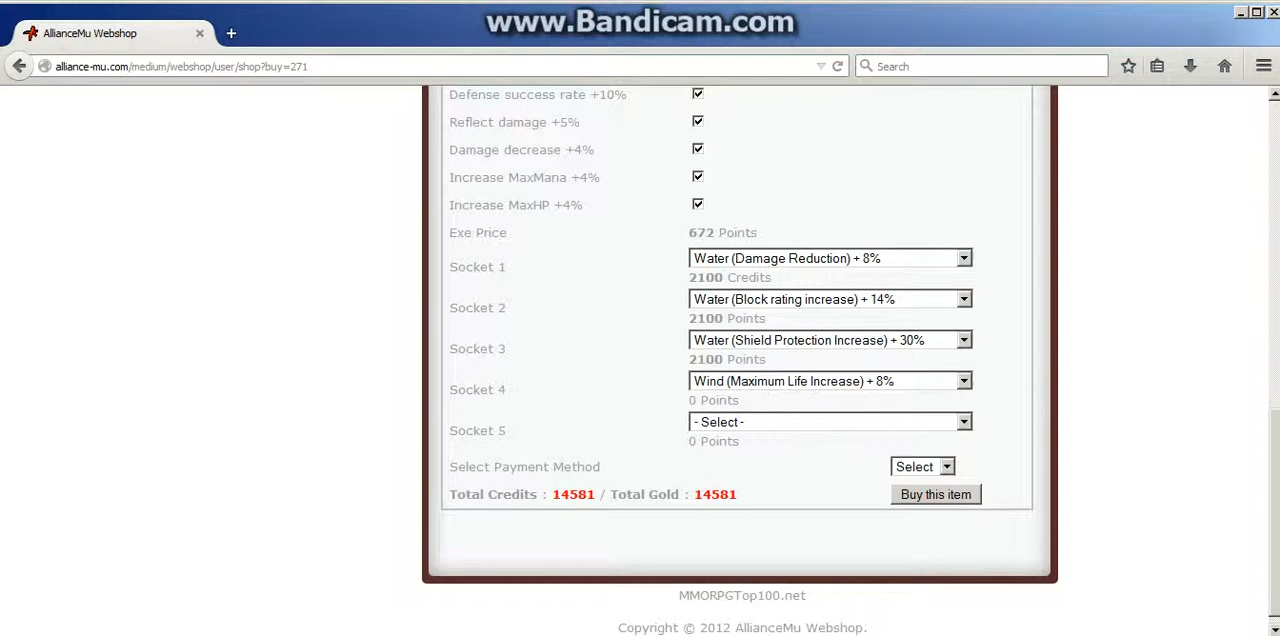 www.Bandicam.com
AllianceMu Webshop
alliance-mu.com/medium/webshop/user/shop?buy=271
Search
Defense success rate +10%
Reflect damage +5%
Damage decrease +4%
Increase MaxMana +4%
Increase MaxHP +4%
Exe Price 672 Points
Socket 1 Water (Damage Reduction) + 8%
2100 Credits
Socket 2 Water (Block rating increase) + 14%
2100 Points
Socket 3 Water (Shield Protection Increase) + 30%
2100 Points
Socket 4 Wind (Maximum Life Increase) + 8%
0 Points
Socket 5 - Select -
0 Points
Select Payment Method Select
Total Credits : 14581 / Total Gold : 14581 Buy this item
MMORPGTop100.net
Copyright © 2012 AllianceMu Webshop.